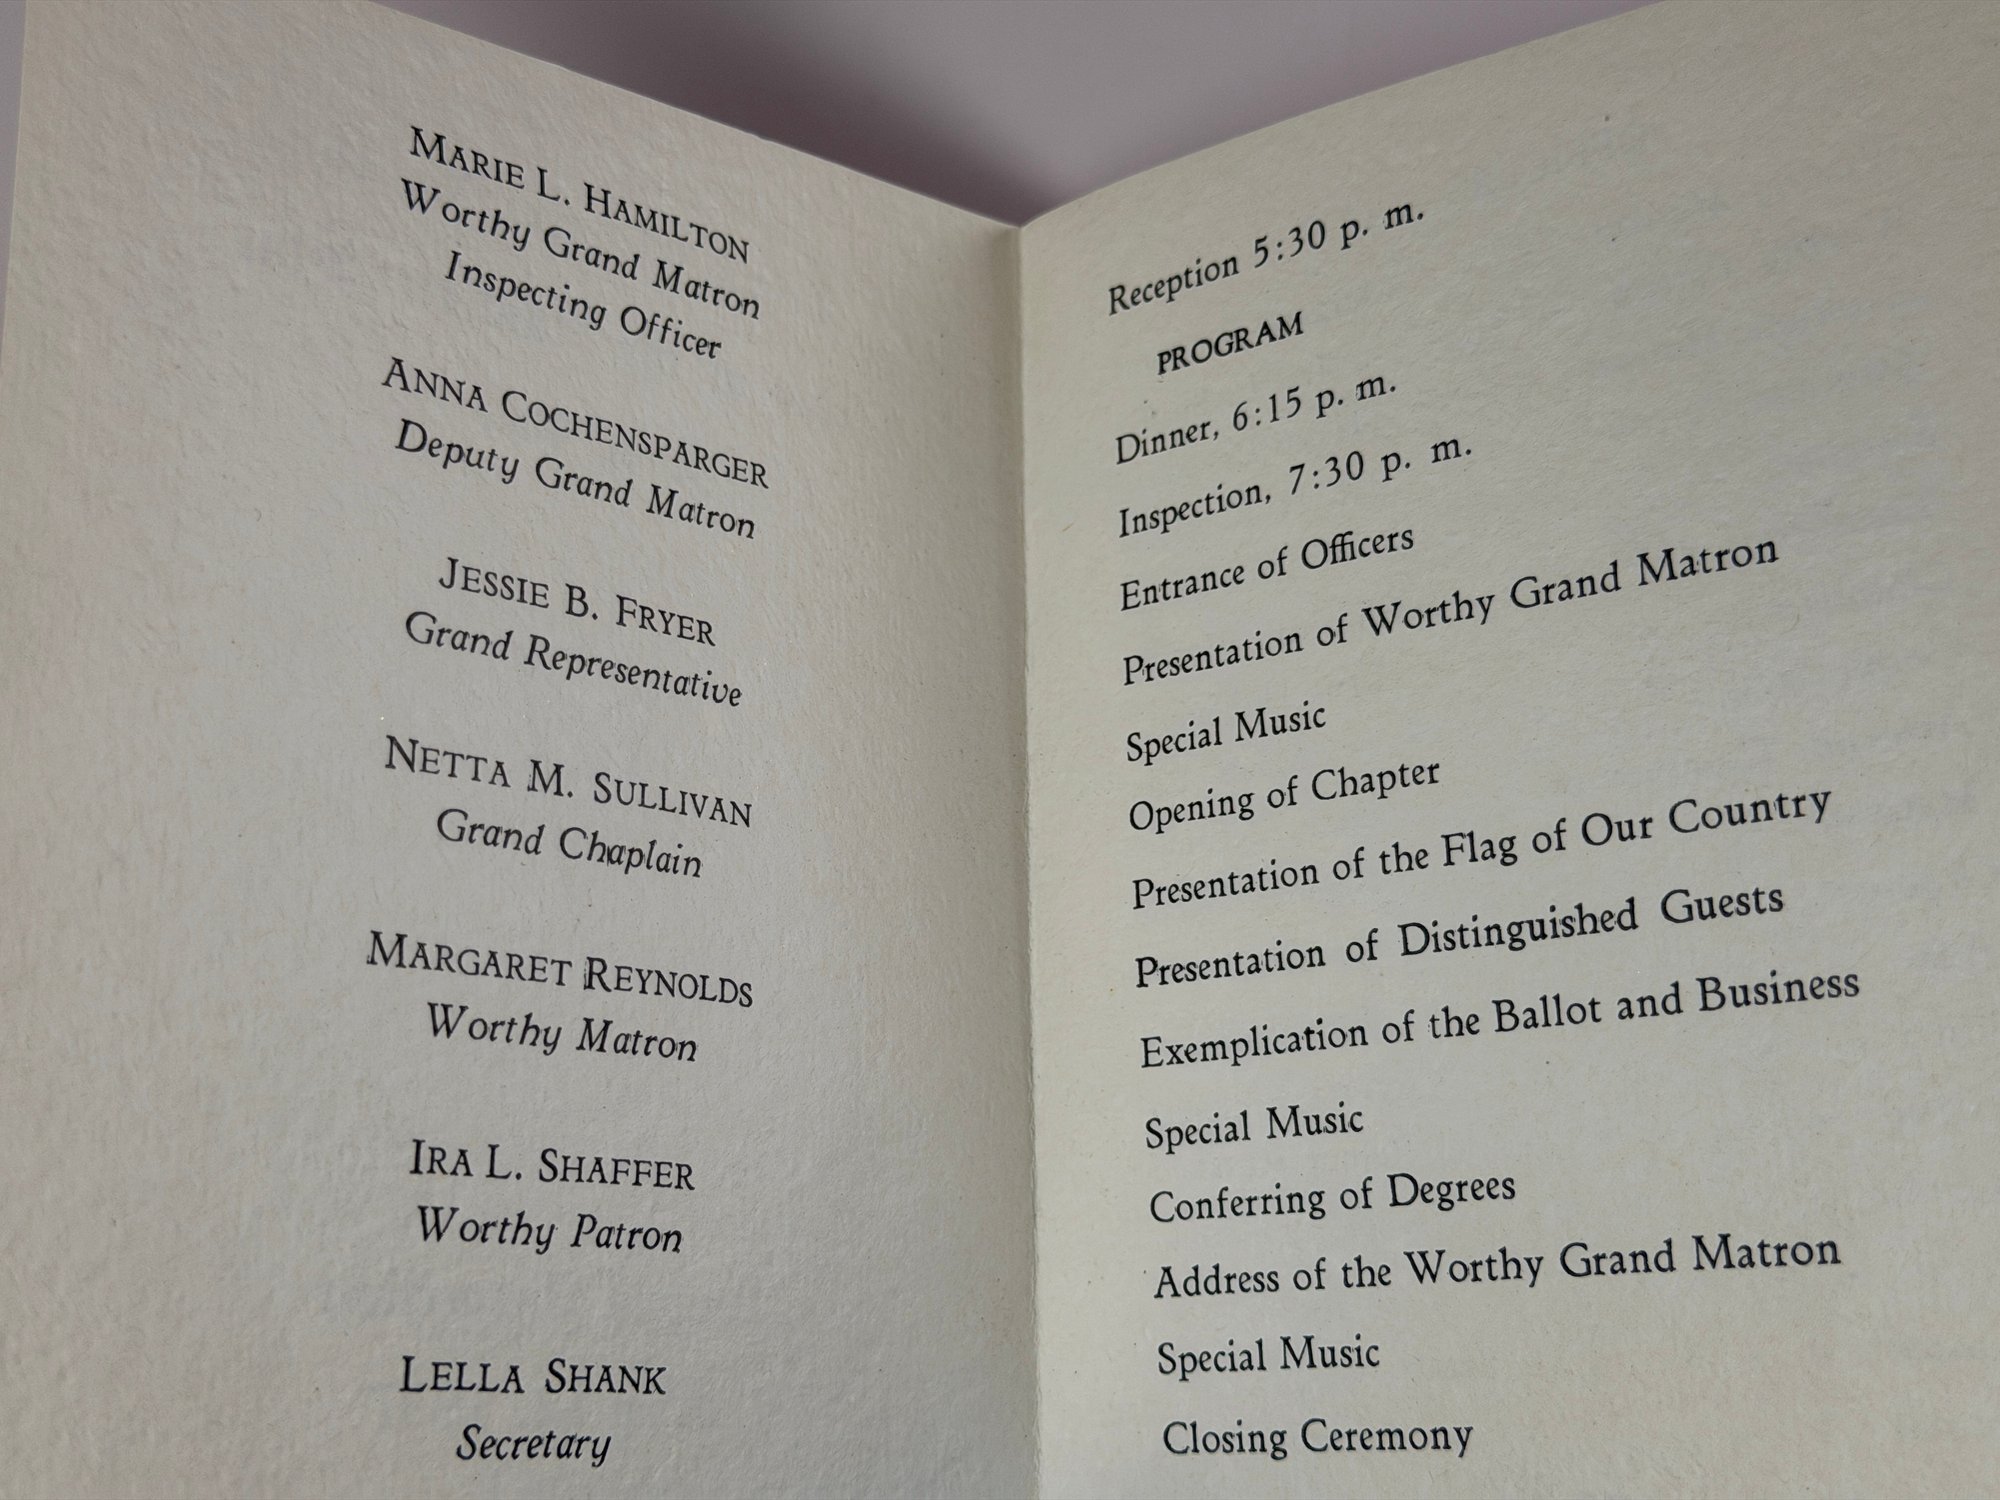 MARIE L. HAMILTON
Worthy Grand Matron
Inspecting Officer
ANNA COCHENSPARGER
Deputy Grand Matron
JESSIE B. FRYER
Grand Representative
NETTA M. SULLIVAN
Grand Chaplain
MARGARET REYNOLDS
Worthy Matron
IRA L. SHAFFER
Worthy Patron
LELLA SHANK
Secretary
Reception 5:30 p. m.
PROGRAM
Dinner, 6:15 p. m.
Inspection, 7:30 p. m.
Entrance of Officers
Presentation of Worthy Grand Matron
Special Music
Opening of Chapter
Presentation of the Flag of Our Country
Presentation of Distinguished Guests
Exemplication of the Ballot and Business
Special Music
Conferring of Degrees
Address of the Worthy Grand Matron
Special Music
Closing Ceremony